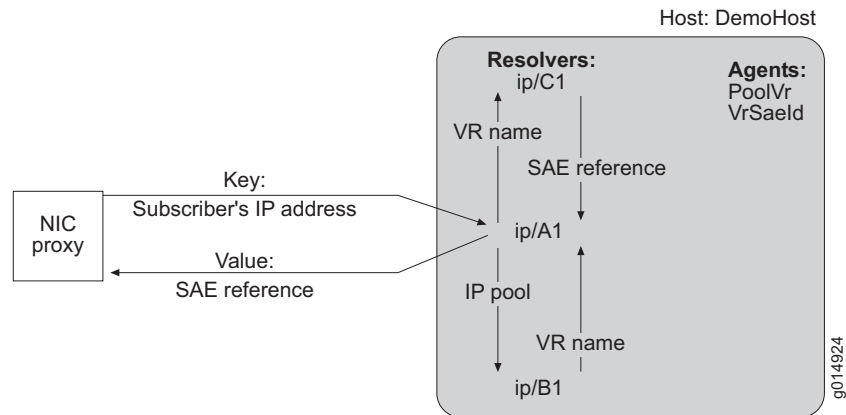 Host: DemoHost
Resolvers:
ip/C1
Agents:
PoolVr
VrSaeId
VR name
SAE reference
Key:
Subscriber's IP address
NIC
proxy
ip/A1
Value:
SAE reference
IP pool
VR name
ip/B1
g014924